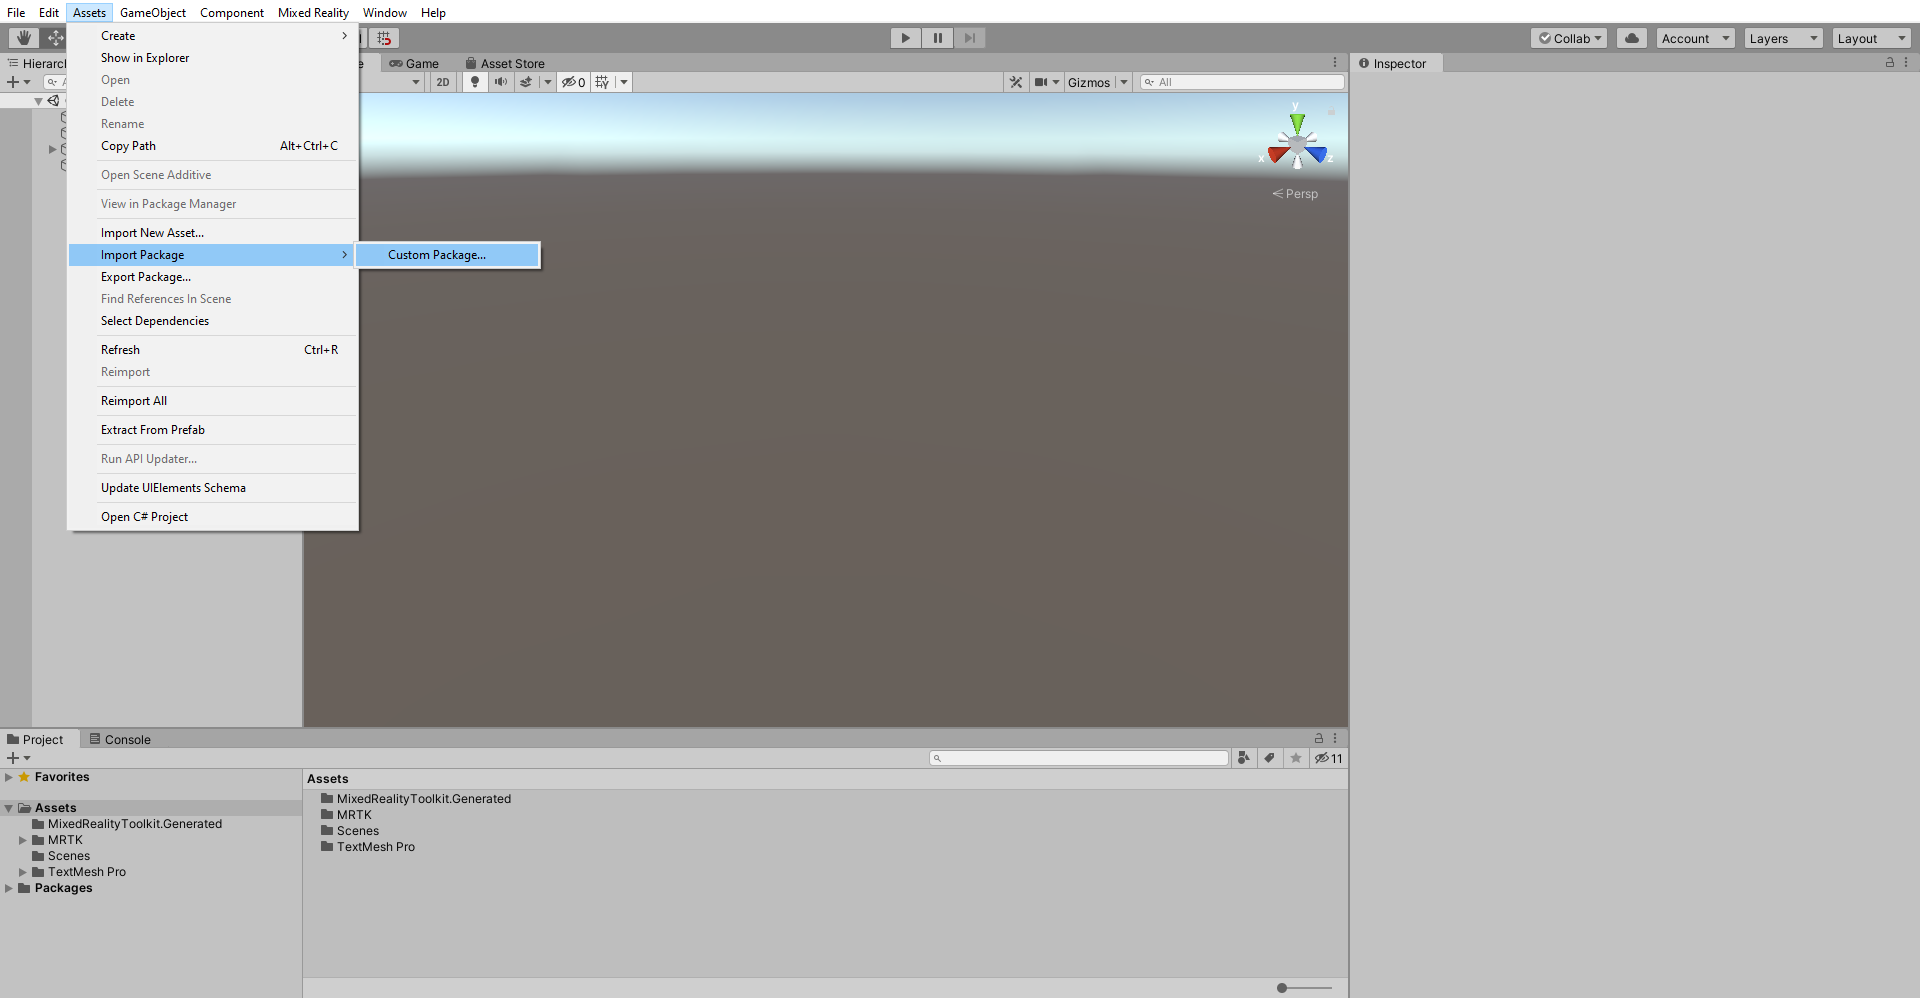 File Edit Assets GameObject Component Mixed Reality Window Help
Collab Account Layers Layout
Create
Show in Explorer
Open
Delete
Rename
Copy Path Alt+Ctrl+C
Open Scene Additive
View in Package Manager
Import New Asset...
Import Package
Custom Package...
Export Package...
Find References In Scene
Select Dependencies
Refresh Ctrl+R
Reimport
Reimport All
Extract From Prefab
Run API Updater...
Update UIElements Schema
Open C# Project
Game Asset Store
2D 0 Gizmos All
y
x z
Persp
Inspector
Project Console
11
Favorites
Assets
MixedRealityToolkit.Generated
MRTK
Scenes
TextMesh Pro
Packages
Assets
MixedRealityToolkit.Generated
MRTK
Scenes
TextMesh Pro